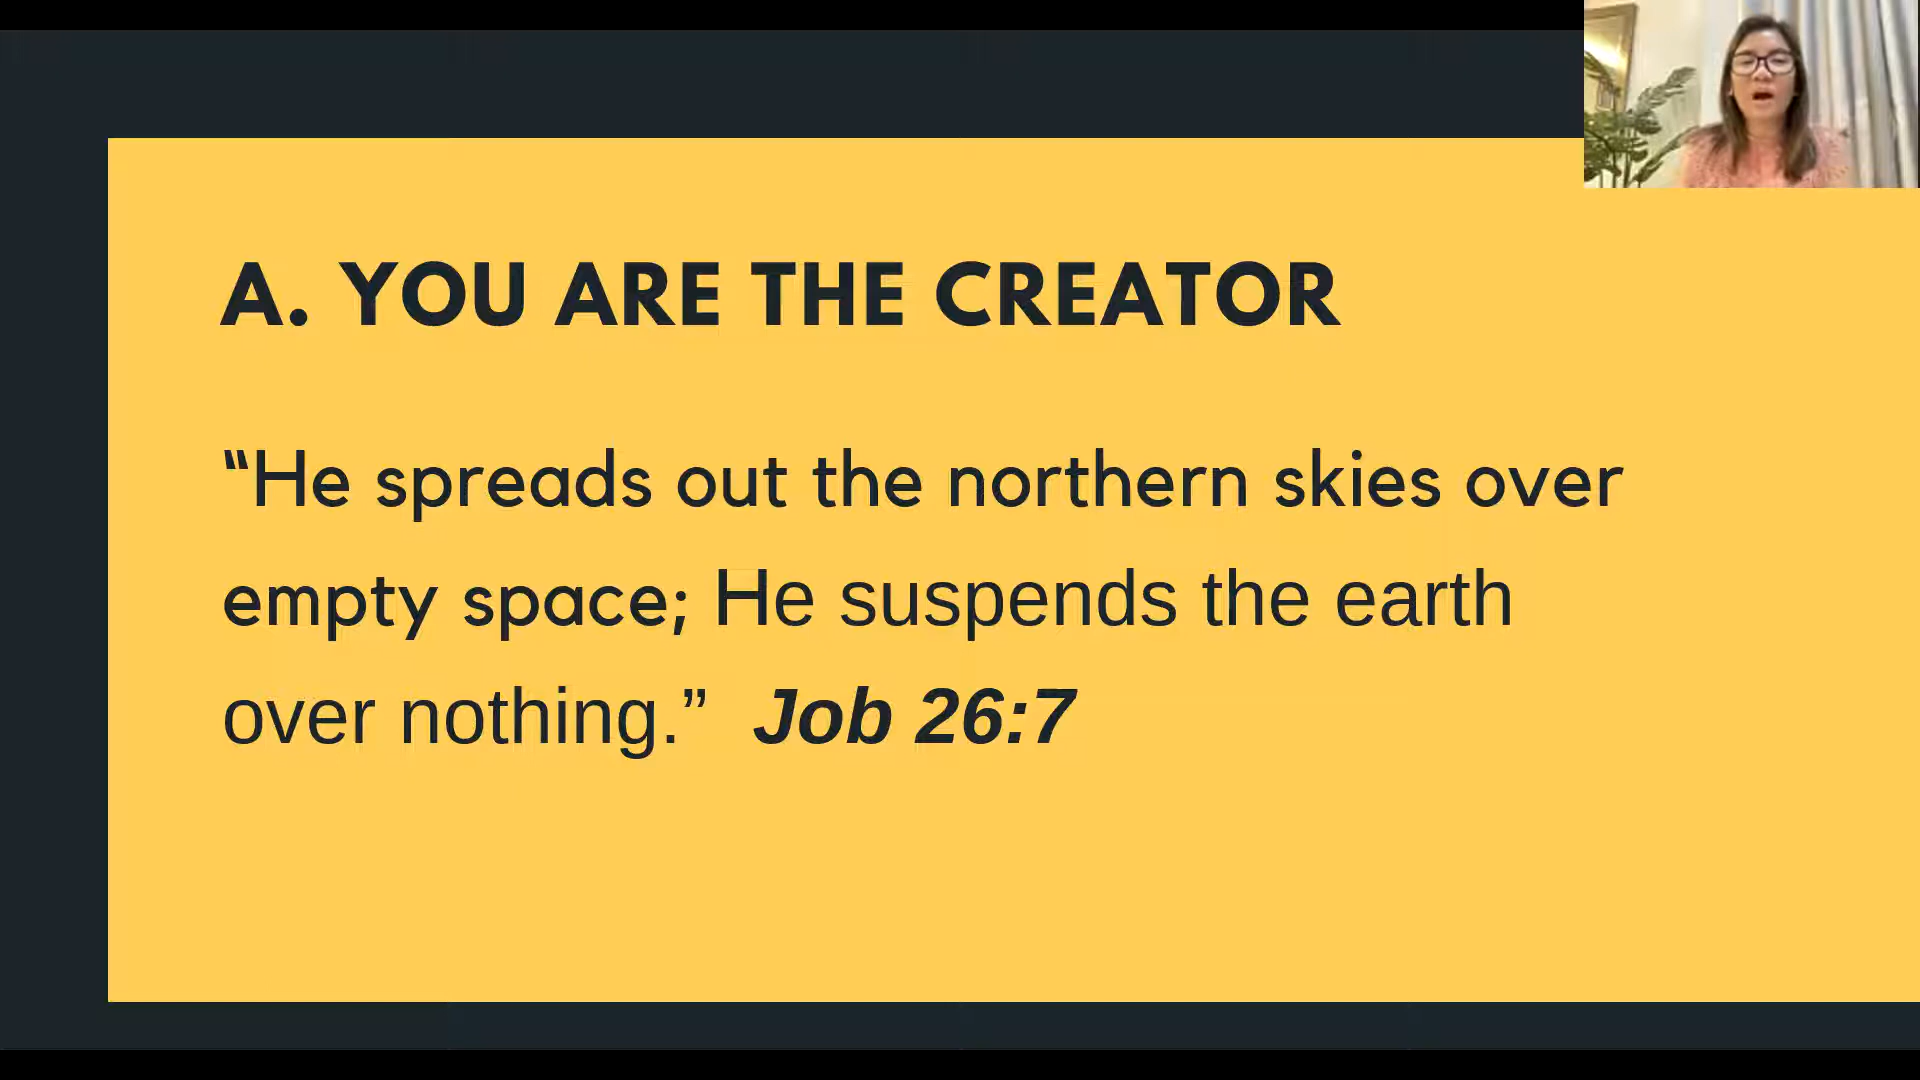 A. YOU ARE THE CREATOR
“He spreads out the northern skies over
empty space; He suspends the earth
over nothing.” Job 26:7